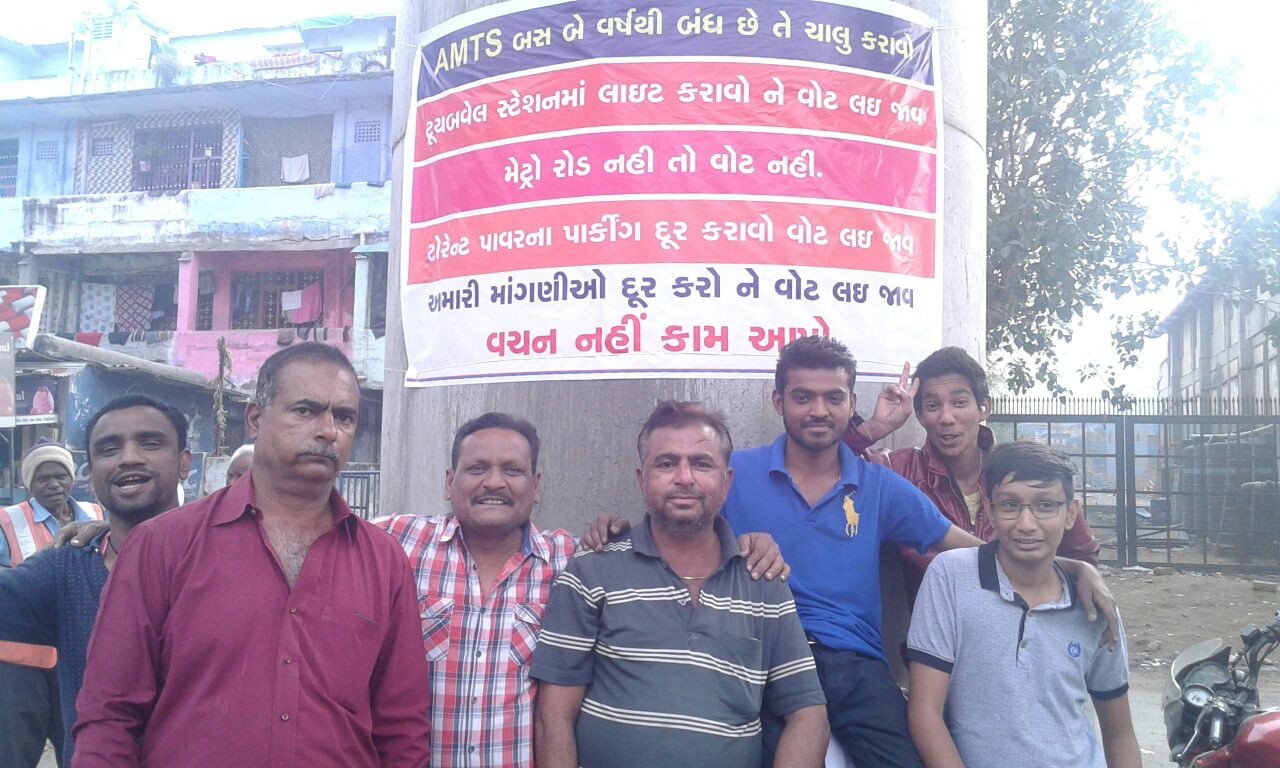 AMTS બસ બે વર્ષથી બંધ છે તે ચાલુ કરાવો
ટ્યૂબવેલ સ્ટેશનમાં લાઇટ કરાવો ને વોટ લઇ જાવ
મેટ્રો રોડ નહી તો વોટ નહી.
ટોરેન્ટ પાવરના પાર્કીંગ દૂર કરાવો વોટ લઇ જાવ
અમારી માંગણીઓ દૂર કરો ને વોટ લઇ જાવ
વચન નહીં કામ આપો